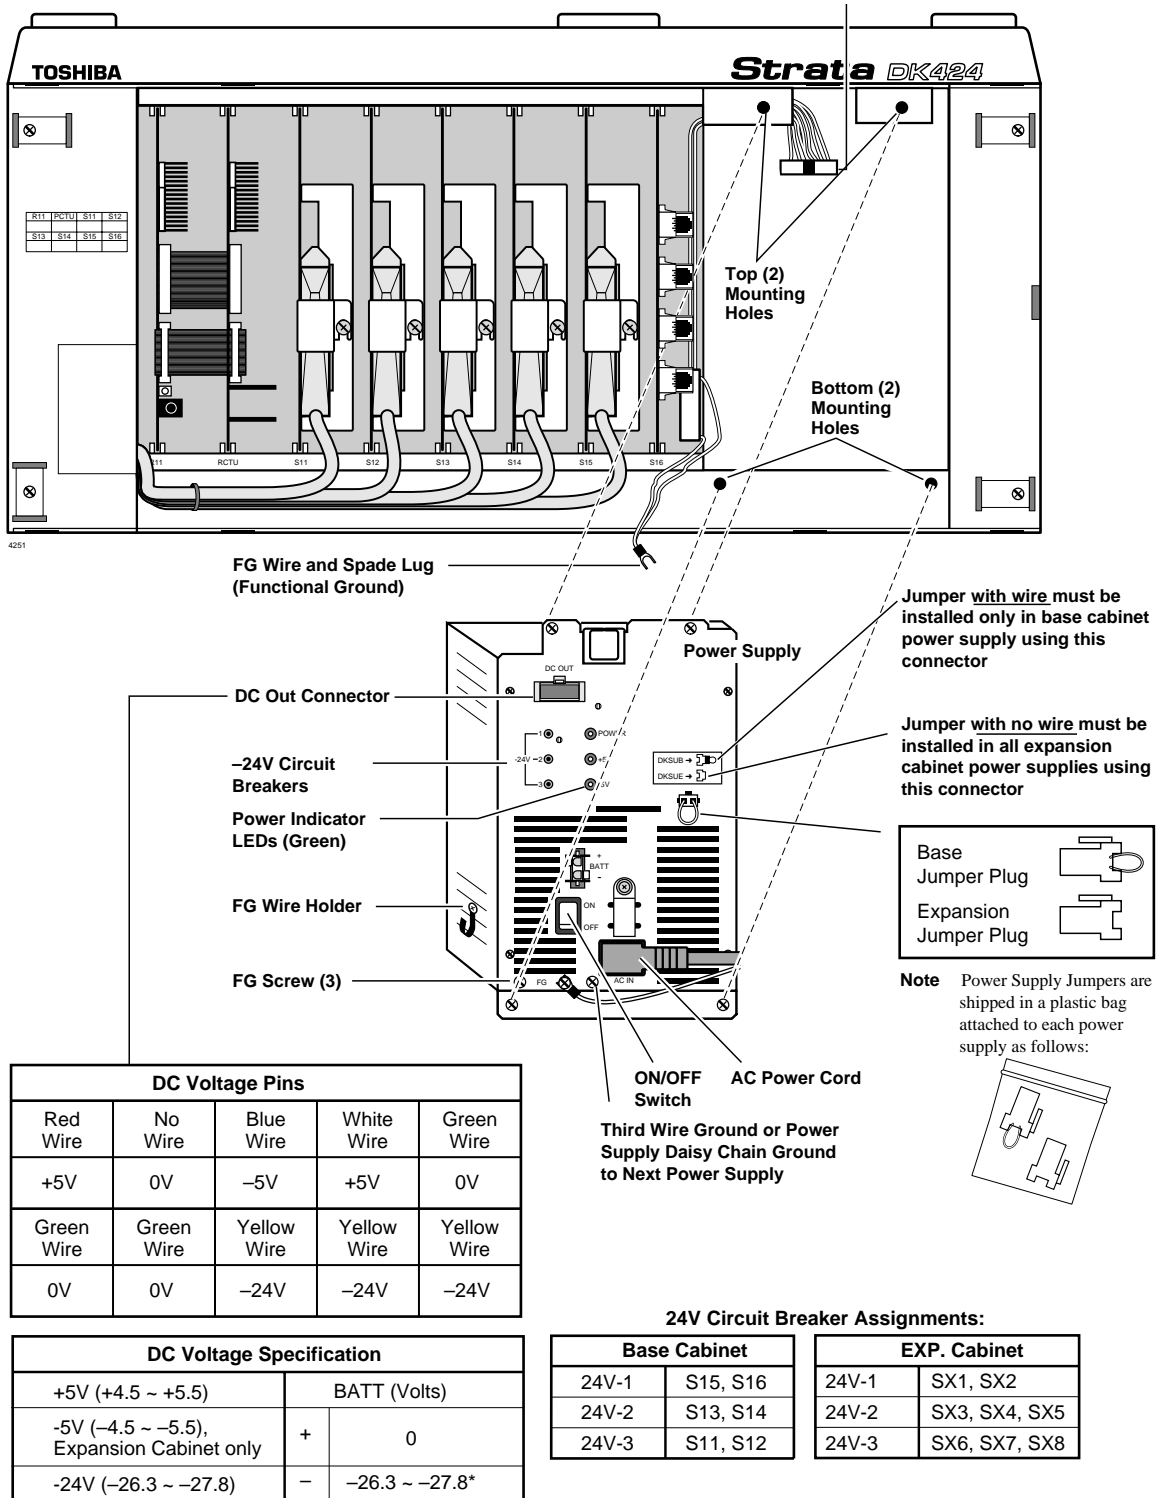 TOSHIBA
Strata DK424
R11 PCTU S11 S12
S13 S14 S15 S16
Top (2)
Mounting
Holes
Bottom (2)
Mounting
Holes
R11 RCTU S11 S12 S13 S14 S15 S16
4251
FG Wire and Spade Lug
(Functional Ground)
Jumper with wire must be
installed only in base cabinet
power supply using this
connector
Power Supply
DC OUT
DC Out Connector
Jumper with no wire must be
installed in all expansion
cabinet power supplies using
this connector
1
POWER
–24V Circuit
Breakers
-24V
2
+5
3
5V
DKSUB
DKSUE
Power Indicator
LEDs (Green)
+
BATT
-
Base
Jumper Plug
Expansion
Jumper Plug
FG Wire Holder
ON
OFF
FG Screw (3)
FG
AC IN
Note Power Supply Jumpers are
shipped in a plastic bag
attached to each power
supply as follows:
ON/OFF
Switch
AC Power Cord
Third Wire Ground or Power
Supply Daisy Chain Ground
to Next Power Supply
DC Voltage Pins
Red Wire No Wire Blue Wire White Wire Green Wire
+5V 0V –5V +5V 0V
Green Wire Green Wire Yellow Wire Yellow Wire Yellow Wire
0V 0V –24V –24V –24V
DC Voltage Specification
+5V (+4.5 ~ +5.5) BATT (Volts)
-5V (–4.5 ~ –5.5),
Expansion Cabinet only + 0
-24V (–26.3 ~ –27.8) – –26.3 ~ –27.8*
24V Circuit Breaker Assignments:
Base Cabinet
24V-1 S15, S16
24V-2 S13, S14
24V-3 S11, S12
EXP. Cabinet
24V-1 SX1, SX2
24V-2 SX3, SX4, SX5
24V-3 SX6, SX7, SX8